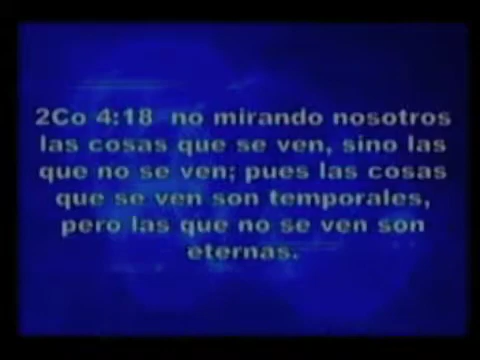 2Co 4:18 no mirando nosotros
las cosas que se ven, sino las
que no se ven; pues las cosas
que se ven son temporales,
pero las que no se ven son
eternas.